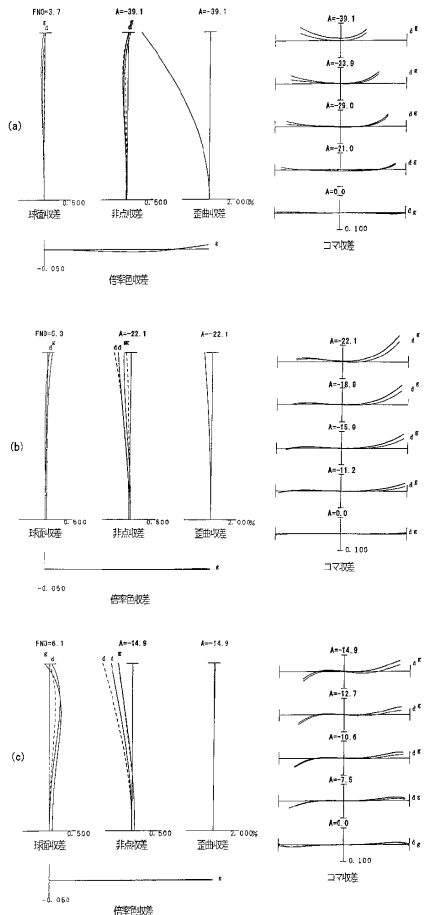 FNO=3.7 A=-39.1 A=-39.1
g
d
g
d
(a)
0.500 0.500 2.000%
球面収差 非点収差 歪曲収差
g
-0.050
倍率色収差
A=-39.1
d g
A=-33.9
d g
A=-29.0
d g
A=-21.0
d g
A=0.0
d g
0.100
コマ収差
FNO=5.3 A=-22.1 A=-22.1
d g
d d g g
(b)
0.500 0.500 2.000%
球面収差 非点収差 歪曲収差
g
-0.050
倍率色収差
A=-22.1
d g
A=-18.9
d g
A=-15.9
d g
A=-11.2
d g
A=0.0
d g
0.100
コマ収差
FNO=6.1 A=-14.9 A=-14.9
g d
d d g
(c)
0.500 0.500 2.000%
球面収差 非点収差 歪曲収差
g
-0.050
倍率色収差
A=-14.9
d g
A=-12.7
d g
A=-10.6
d g
A=-7.5
d g
A=0.0
d g
0.100
コマ収差